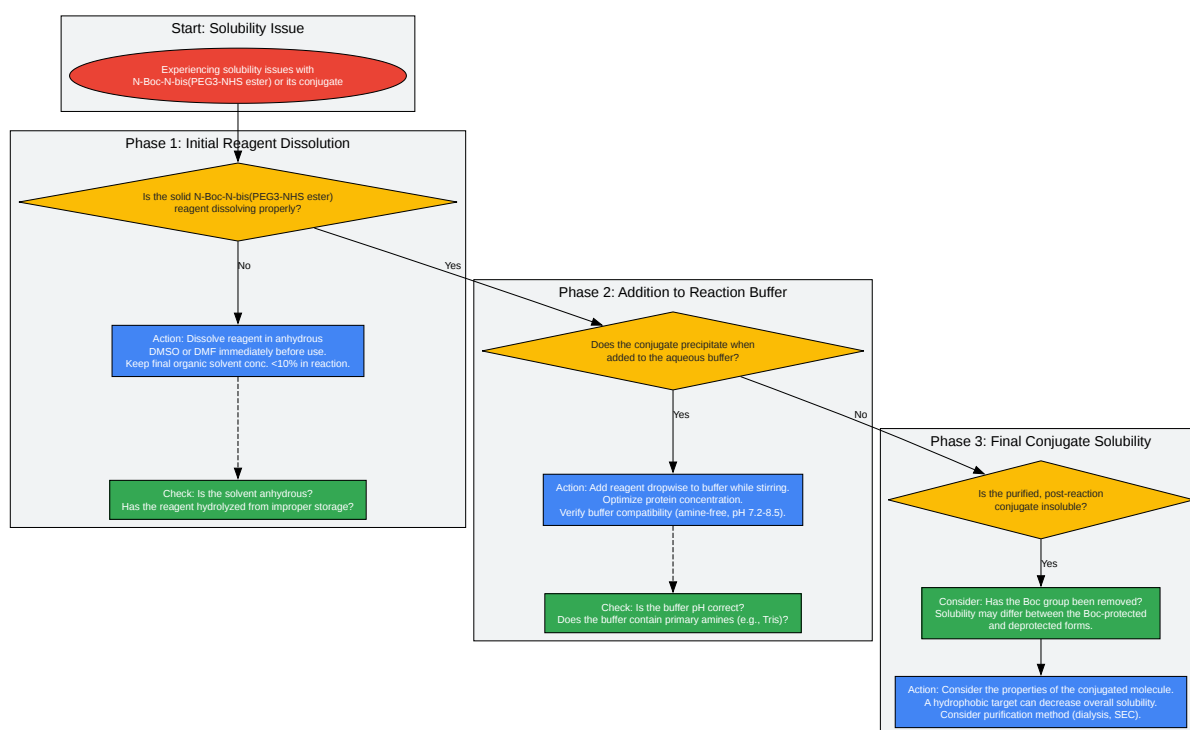 Start: Solubility Issue
Experiencing solubility issues with
N-Boc-N-bis(PEG3-NHS ester) or its conjugate
Phase 1: Initial Reagent Dissolution
Is the solid N-Boc-N-bis(PEG3-NHS ester)
reagent dissolving properly?
No
Yes
Action: Dissolve reagent in anhydrous
DMSO or DMF immediately before use.
Keep final organic solvent conc. <10% in reaction.
Check: Is the solvent anhydrous?
Has the reagent hydrolyzed from improper storage?
Phase 2: Addition to Reaction Buffer
Does the conjugate precipitate when
added to the aqueous buffer?
Yes
No
Action: Add reagent dropwise to buffer while stirring.
Optimize protein concentration.
Verify buffer compatibility (amine-free, pH 7.2-8.5).
Check: Is the buffer pH correct?
Does the buffer contain primary amines (e.g., Tris)?
Phase 3: Final Conjugate Solubility
Is the purified, post-reaction
conjugate insoluble?
Yes
Consider: Has the Boc group been removed?
Solubility may differ between the Boc-protected
and deprotected forms.
Action: Consider the properties of the conjugated molecule.
A hydrophobic target can decrease overall solubility.
Consider purification method (dialysis, SEC).